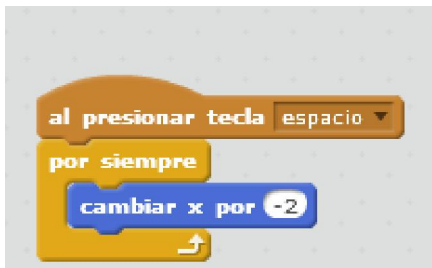 al presionar tecla espacio
por siempre
cambiar x por -2